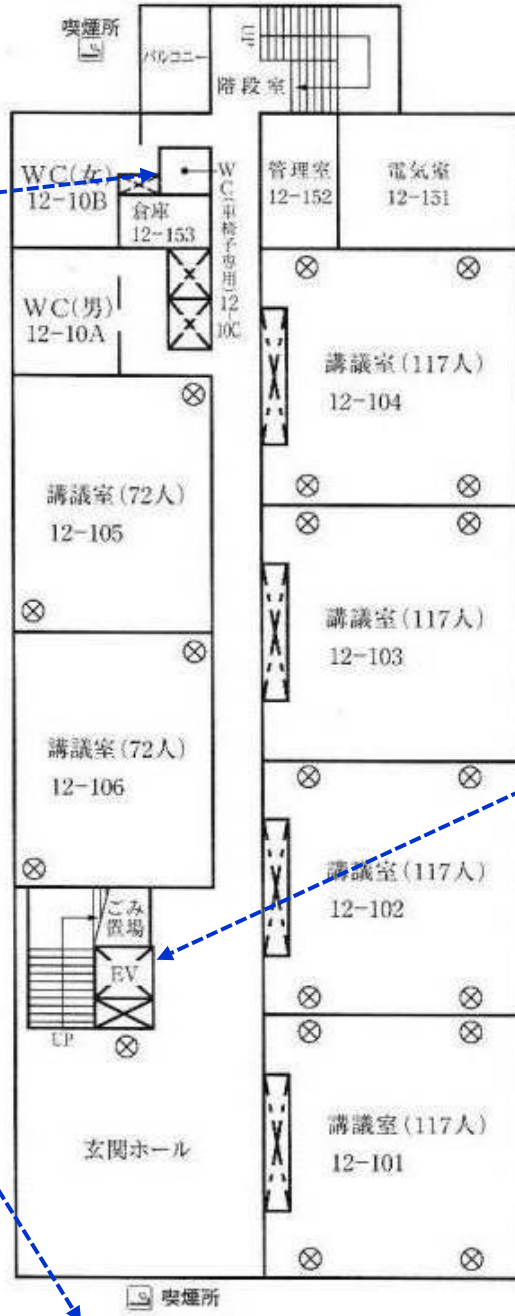 喫煙所
バルコニー
UP
階段室
WC(女)
12-10B
WC(車椅子専用)12-10C
倉庫
12-153
管理室
12-152
電気室
12-151
WC(男)
12-10A
講議室(117人)
12-104
講議室(72人)
12-105
講議室(117人)
12-103
講議室(72人)
12-106
講議室(117人)
12-102
ごみ
置場
EV
UP
講議室(117人)
12-101
玄関ホール
喫煙所